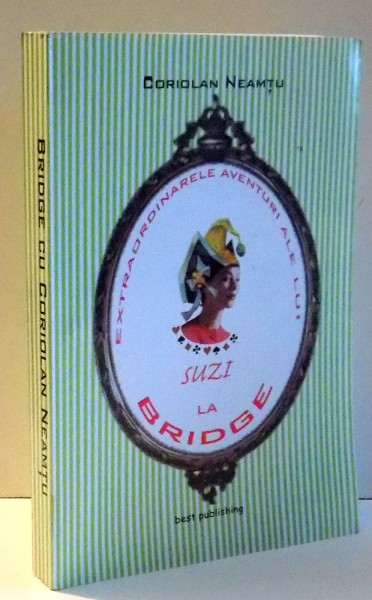 CORIOLAN NEAMȚU
EXTRAORDINARELE AVENTURI ALE LUI
SUZI
LA
BRIDGE
best publishing
BRIDGE CU CORIOLAN NEAMȚU